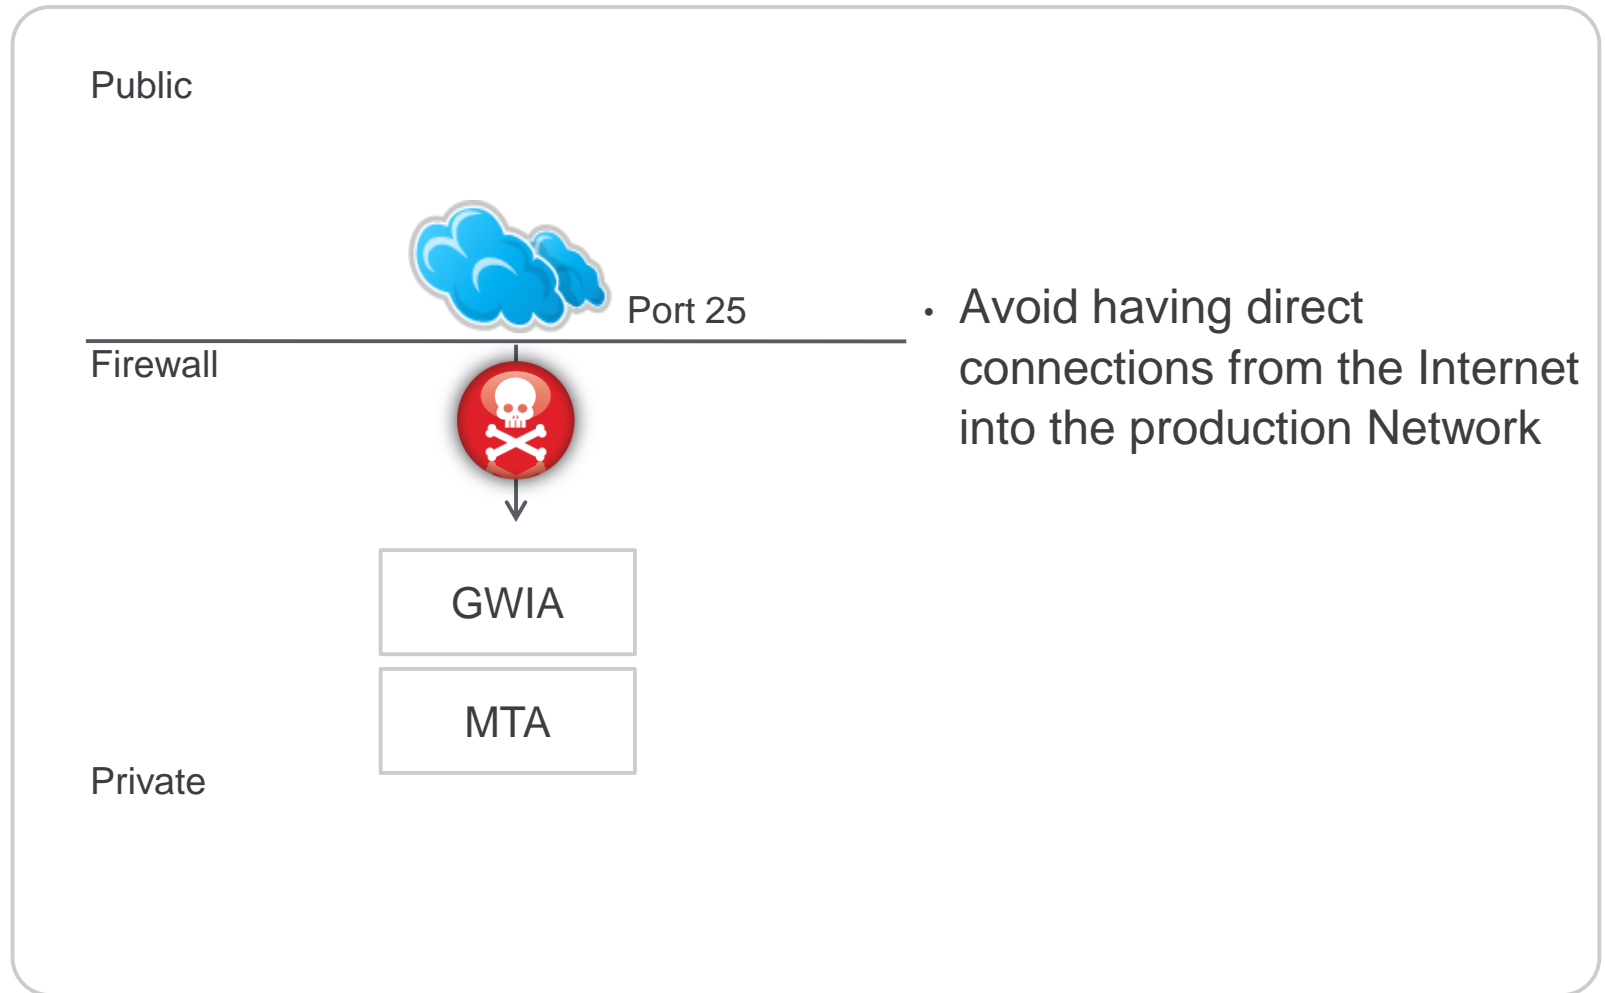 Public
Port 25
Firewall
• Avoid having direct
connections from the Internet
into the production Network
GWIA
MTA
Private